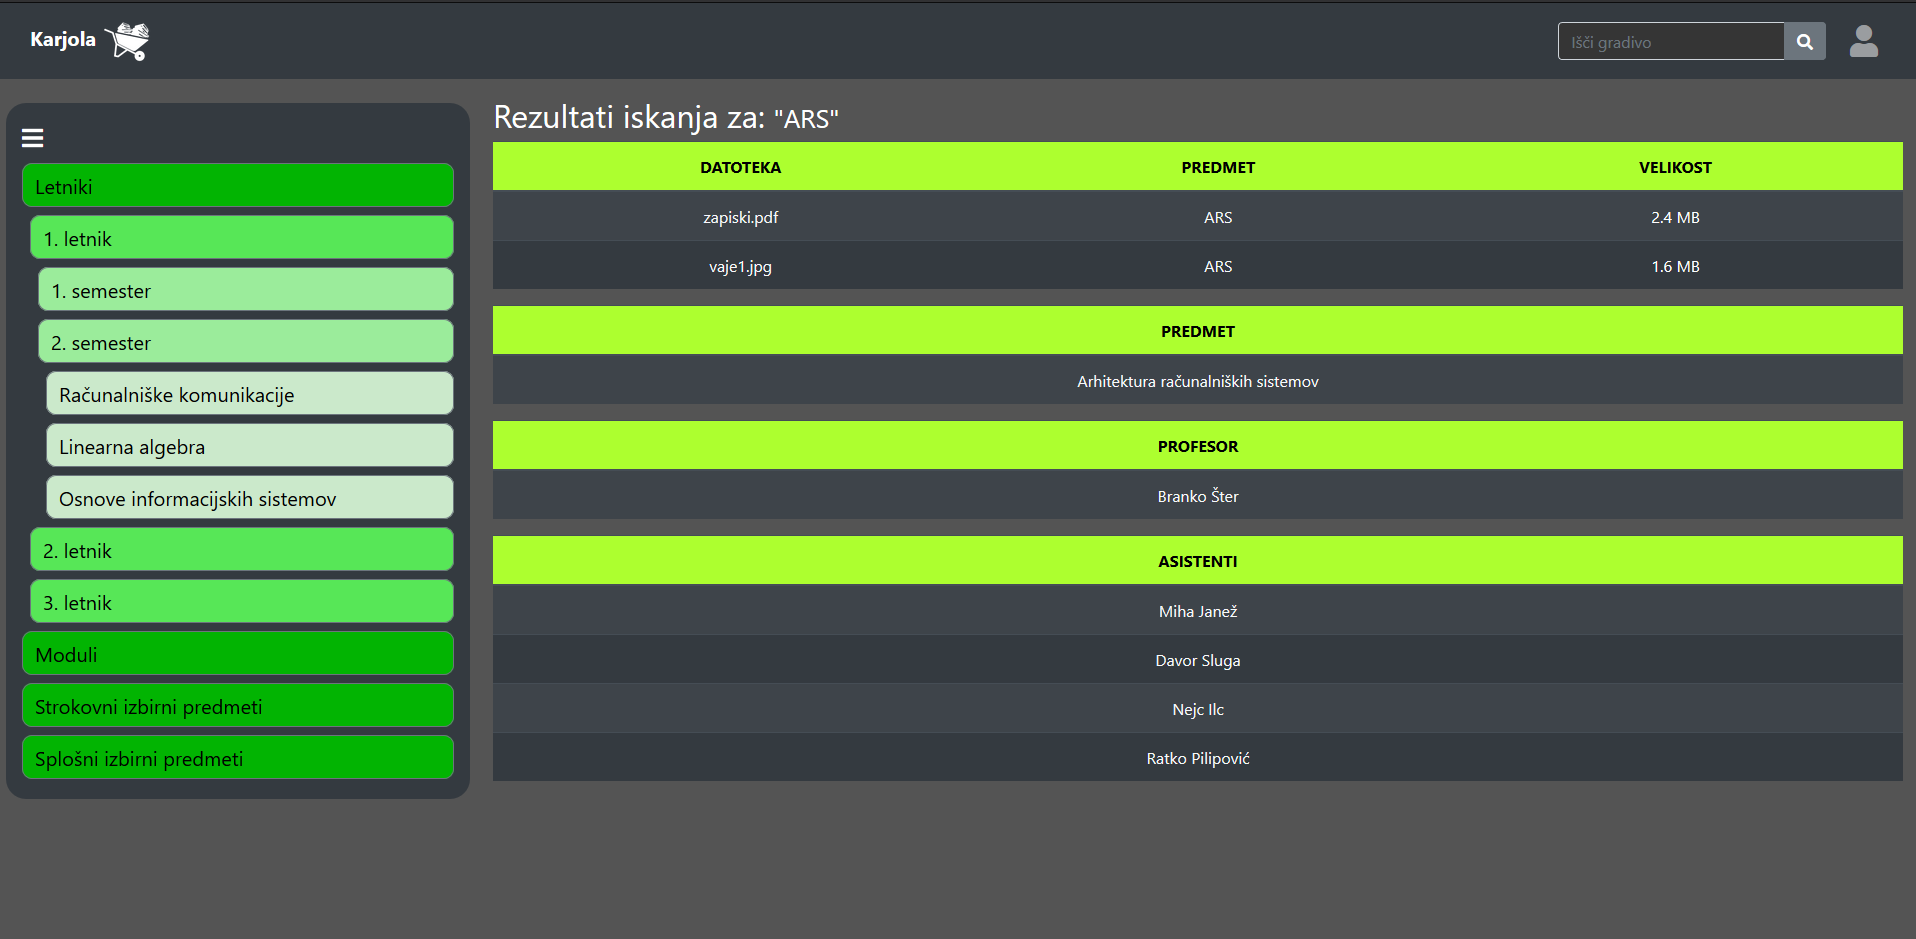 Karjola
Išči gradivo
Letniki
1. letnik
1. semester
2. semester
Računalniške komunikacije
Linearna algebra
Osnove informacijskih sistemov
2. letnik
3. letnik
Moduli
Strokovni izbirni predmeti
Splošni izbirni predmeti
Rezultati iskanja za: "ARS"
DATOTEKA PREDMET VELIKOST
zapiski.pdf ARS 2.4 MB
vaje1.jpg ARS 1.6 MB
PREDMET
Arhitektura računalniških sistemov
PROFESOR
Branko Šter
ASISTENTI
Miha Janež
Davor Sluga
Nejc Ilc
Ratko Pilipović